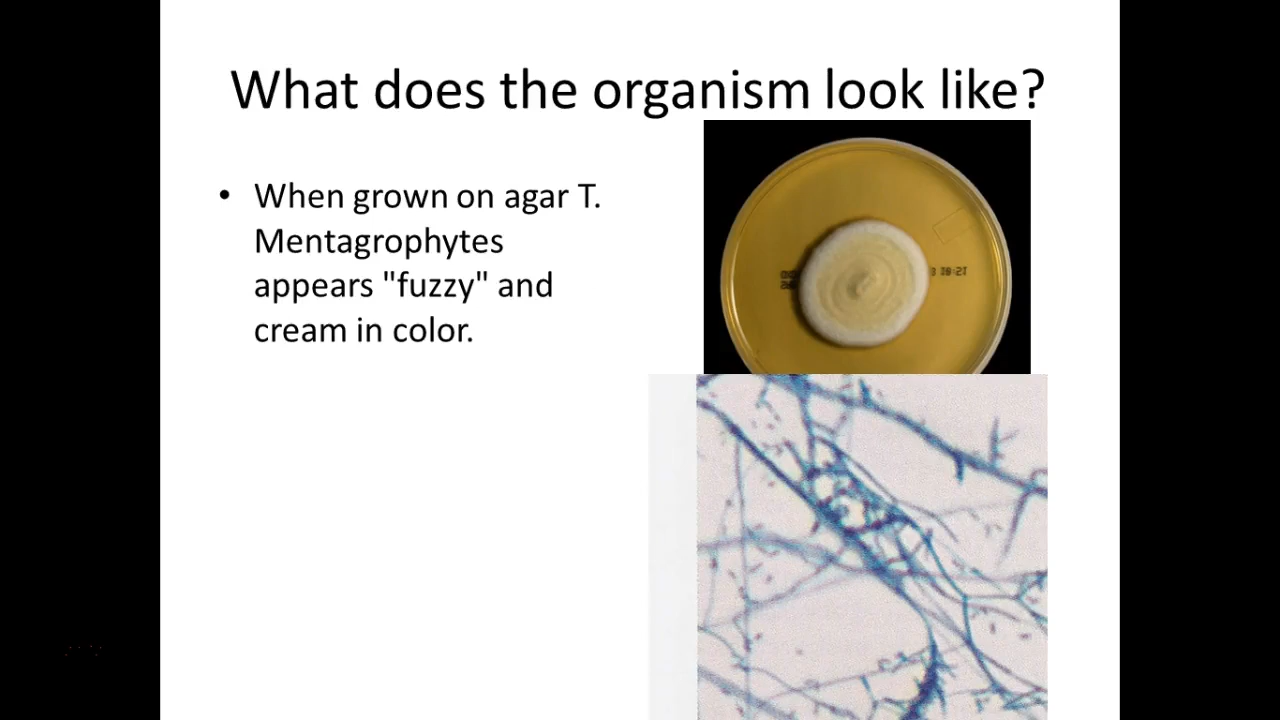 What does the organism look like?
• When grown on agar T.
Mentagrophytes
appears "fuzzy" and
cream in color.